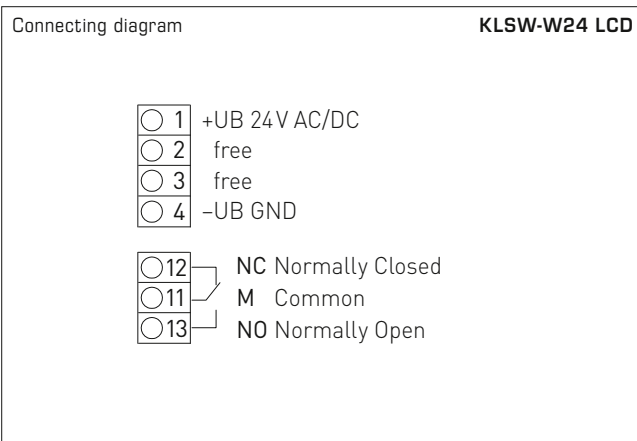 Connecting diagram KLSW-W24 LCD
1 +UB 24V AC/DC
2 free
3 free
4 –UB GND
12 NC Normally Closed
11 M Common
13 NO Normally Open